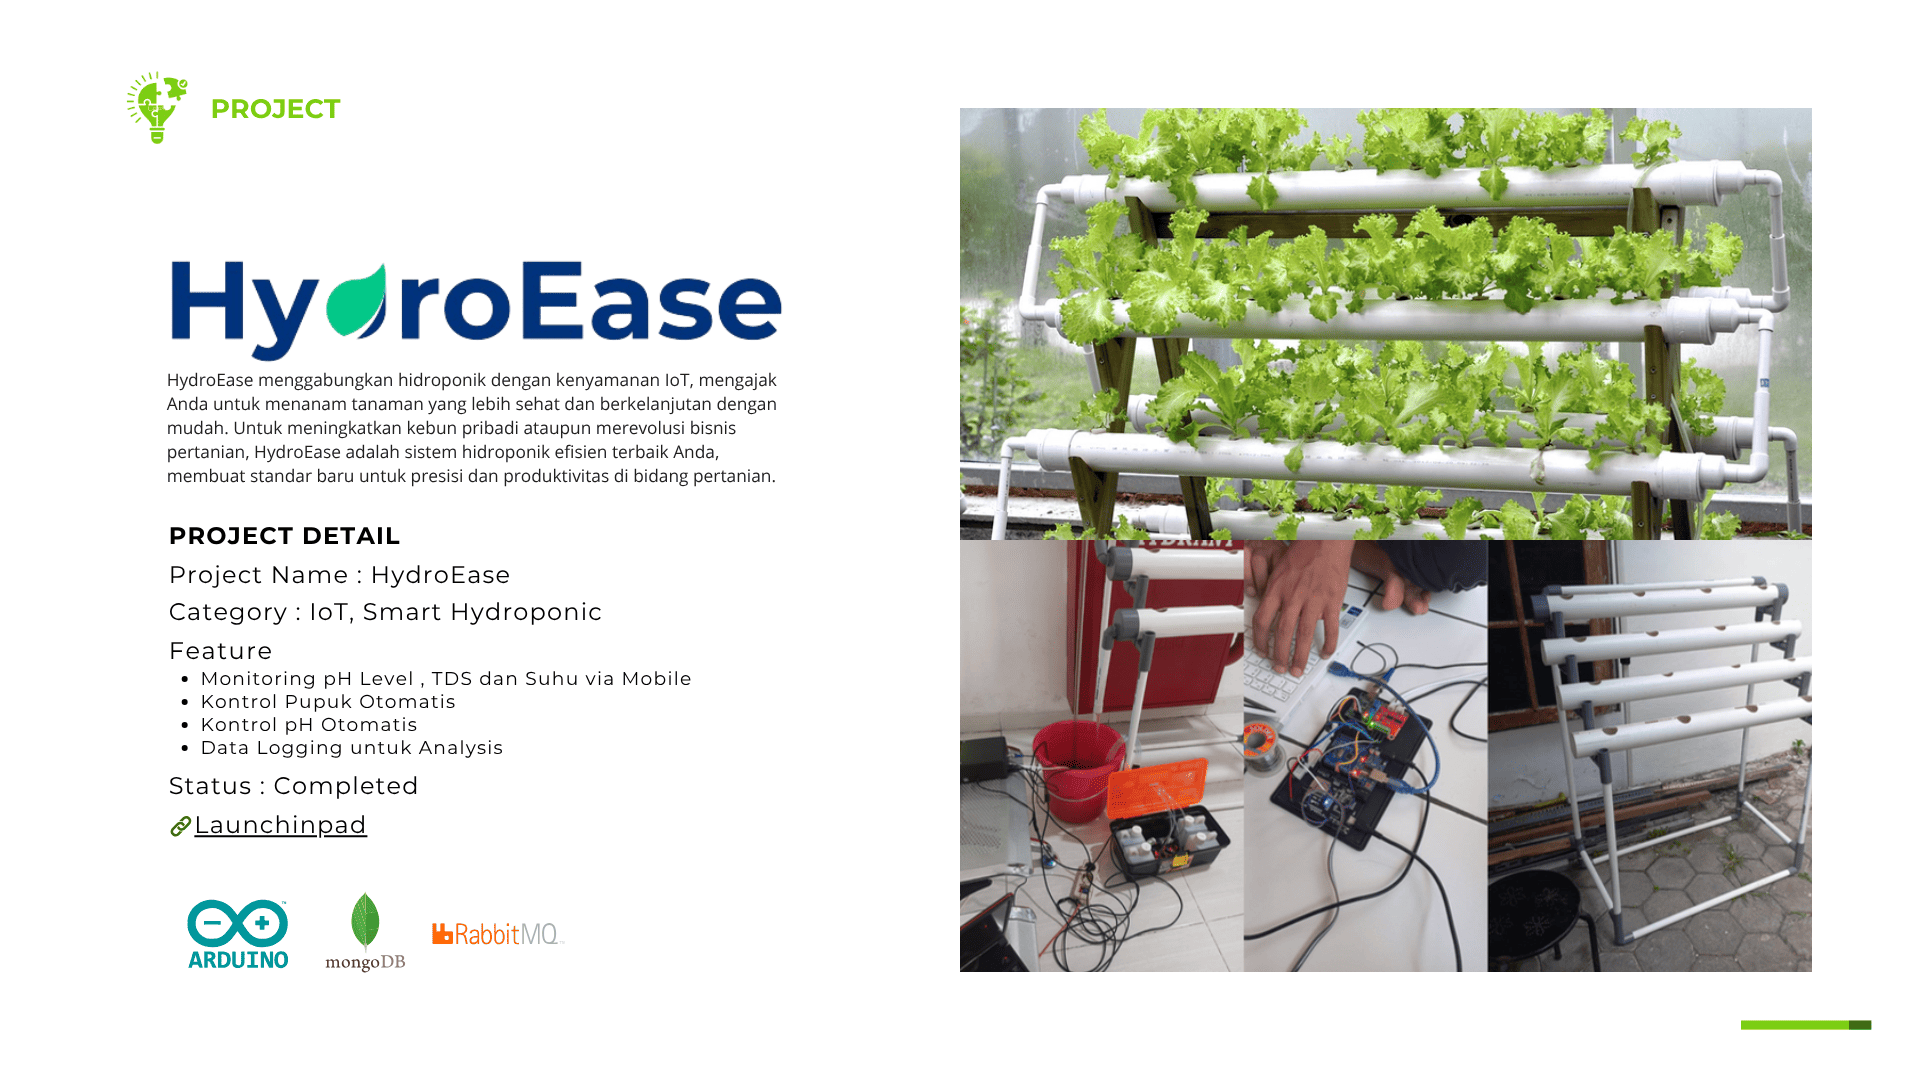 PROJECT
HydroEase
HydroEase menggabungkan hidroponik dengan kenyamanan IoT, mengajak
Anda untuk menanam tanaman yang lebih sehat dan berkelanjutan dengan
mudah. Untuk meningkatkan kebun pribadi ataupun merevolusi bisnis
pertanian, HydroEase adalah sistem hidroponik efisien terbaik Anda,
membuat standar baru untuk presisi dan produktivitas di bidang pertanian.
PROJECT DETAIL
Project Name : HydroEase
Category : IoT, Smart Hydroponic
Feature
• Monitoring pH Level , TDS dan Suhu via Mobile
• Kontrol Pupuk Otomatis
• Kontrol pH Otomatis
• Data Logging untuk Analysis
Status : Completed
Launchinpad
ARDUINO
mongoDB
RabbitMQ
HYDRANT